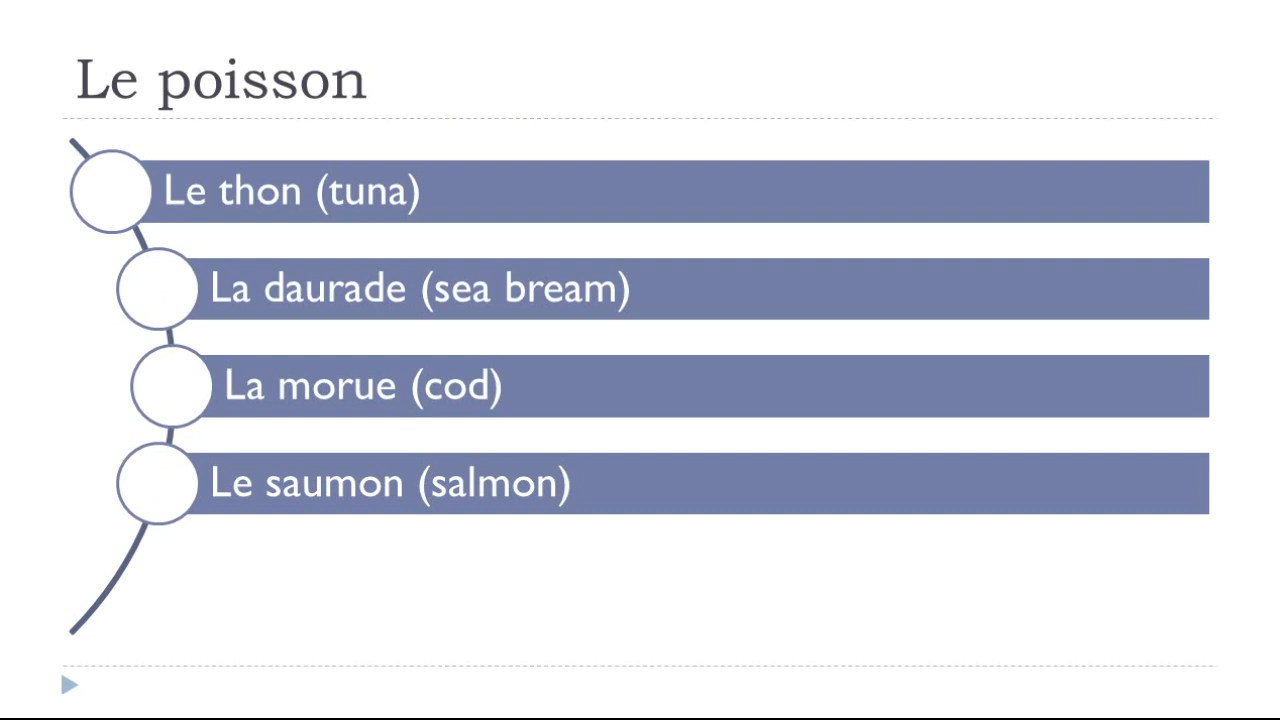 Le poisson
Le thon (tuna)
La daurade (sea bream)
La morue (cod)
Le saumon (salmon)